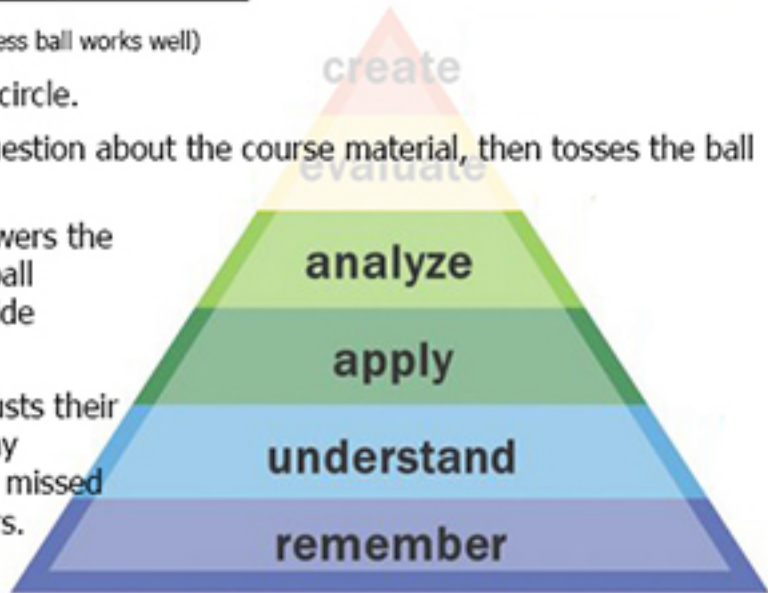 ess ball works well)
create
circle.
estion about the course material, then tosses the ball
evaluate
wers the
analyze
all
de
apply
usts their
y
understand
missed
s.
remember